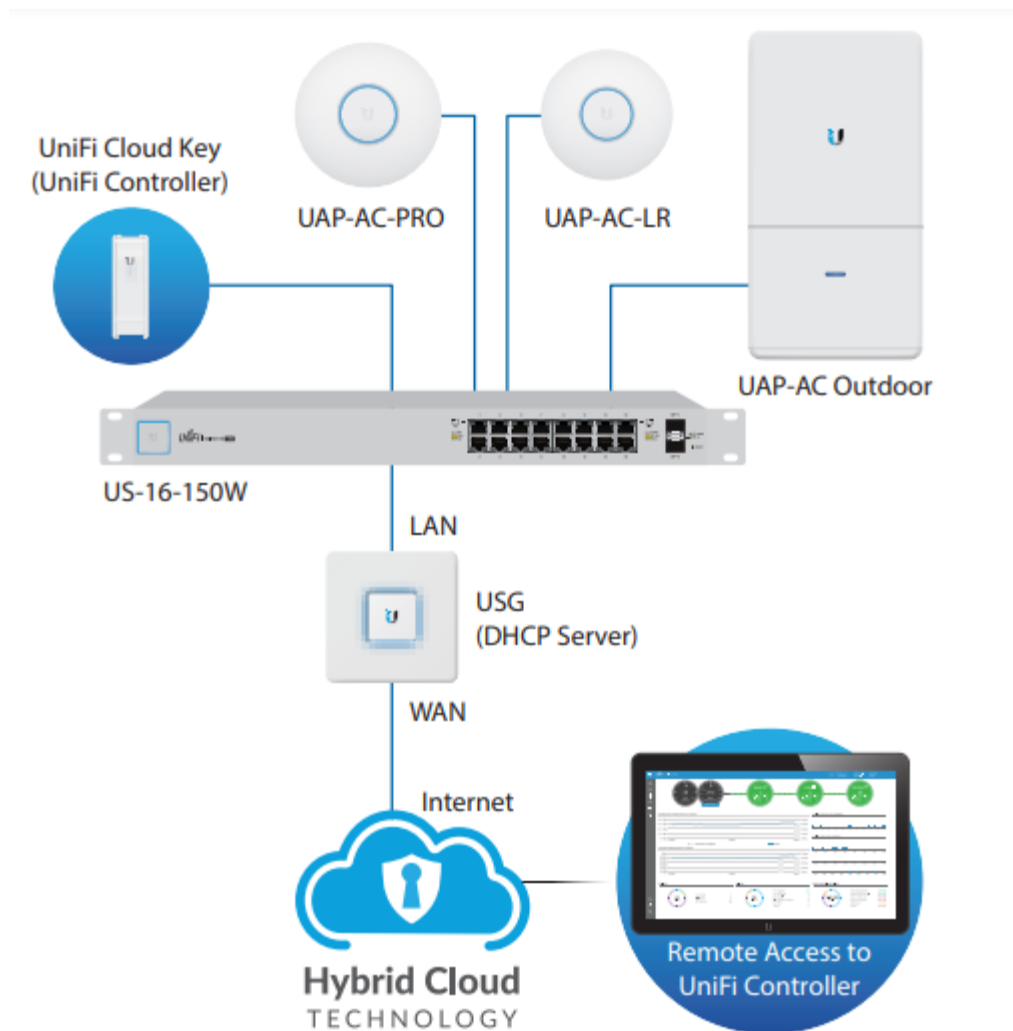 UniFi Cloud Key
(UniFi Controller)
UAP-AC-PRO
UAP-AC-LR
UAP-AC Outdoor
UniFi
US-16-150W
LAN
USG
(DHCP Server)
WAN
Internet
Hybrid Cloud
TECHNOLOGY
Remote Access to
UniFi Controller